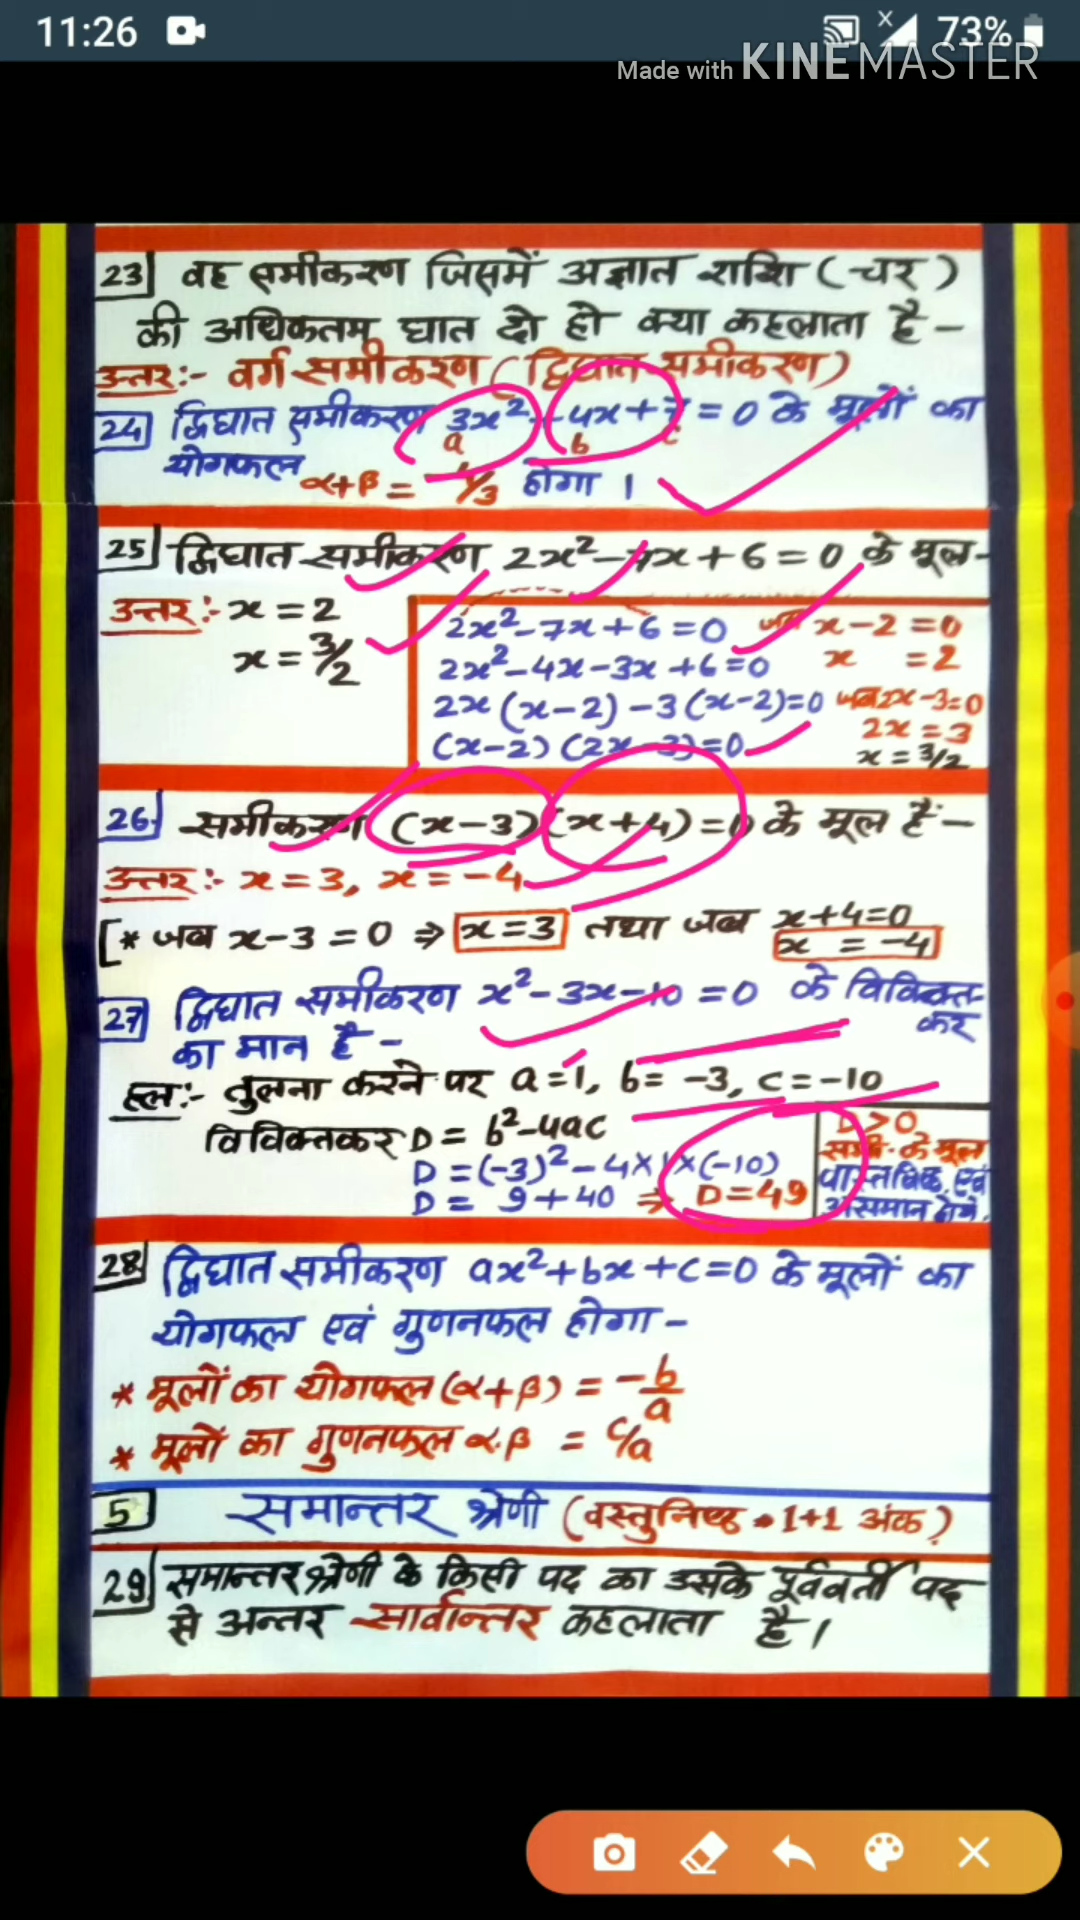 11:26
73%
Made with KINEMASTER
23 वह समीकरण जिसमें अज्ञात राशि (चर)
की अधिकतम् घात दो हो क्या कहलाता है -
उत्तर:- वर्ग समीकरण (द्विघात समीकरण)
24 द्विघात समीकरण 3x² + 4x + 7 = 0 के मूलों का
a b c
योगफल α+β = -4/3 होगा ।
25 द्विघात समीकरण 2x² - 7x + 6 = 0 के मूल -
उत्तर:- x = 2
x = 3/2
2x² - 7x + 6 = 0
2x² - 4x - 3x + 6 = 0
2x (x-2) - 3 (x-2) = 0
(x-2) (2x-3) = 0
जब x - 2 = 0
x = 2
जब 2x - 3 = 0
2x = 3
x = 3/2
26 समीकरण (x-3) (x+4) = 0 के मूल हैं -
उत्तर:- x = 3, x = -4
[* जब x - 3 = 0 ⇒ x = 3 तथा जब x + 4 = 0
x = -4
27 द्विघात समीकरण x² - 3x - 10 = 0 के विविक्त-
कर
का मान है -
हल:- तुलना करने पर a = 1, b = -3, c = -10
विविक्तकर D = b² - 4ac
D = (-3)² - 4 × 1 × (-10)
D = 9 + 40 ⇒ D = 49
D > 0
समी. के मूल
वास्तविक एवं
असमान होंगे.
28 द्विघात समीकरण ax² + bx + c = 0 के मूलों का
योगफल एवं गुणनफल होगा -
* मूलों का योगफल (α+β) = -b/a
* मूलों का गुणनफल α.β = c/a
5 समान्तर श्रेणी (वस्तुनिष्ठ • 1+1 अंक)
29 समान्तर श्रेणी के किसी पद का उसके पूर्ववर्ती पद
से अन्तर सार्वान्तर कहलाता है।